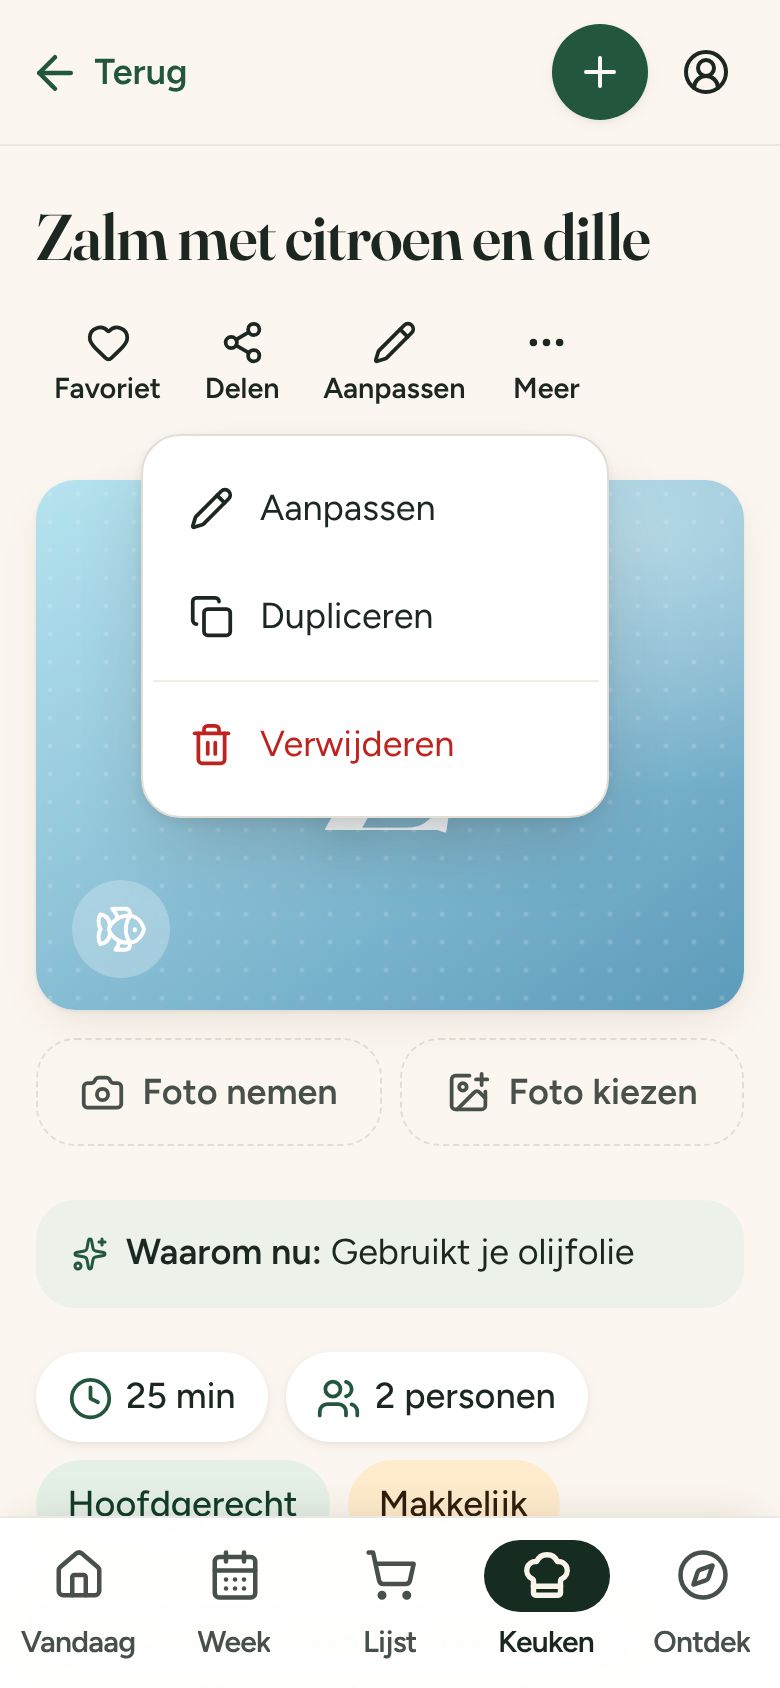 Terug
Zalm met citroen en dille
Favoriet Delen Aanpassen Meer
Aanpassen
Dupliceren
Verwijderen
Foto nemen Foto kiezen
Waarom nu: Gebruikt je olijfolie
25 min 2 personen
Hoofdgerecht Makkelijk
Vandaag Week Lijst Keuken Ontdek